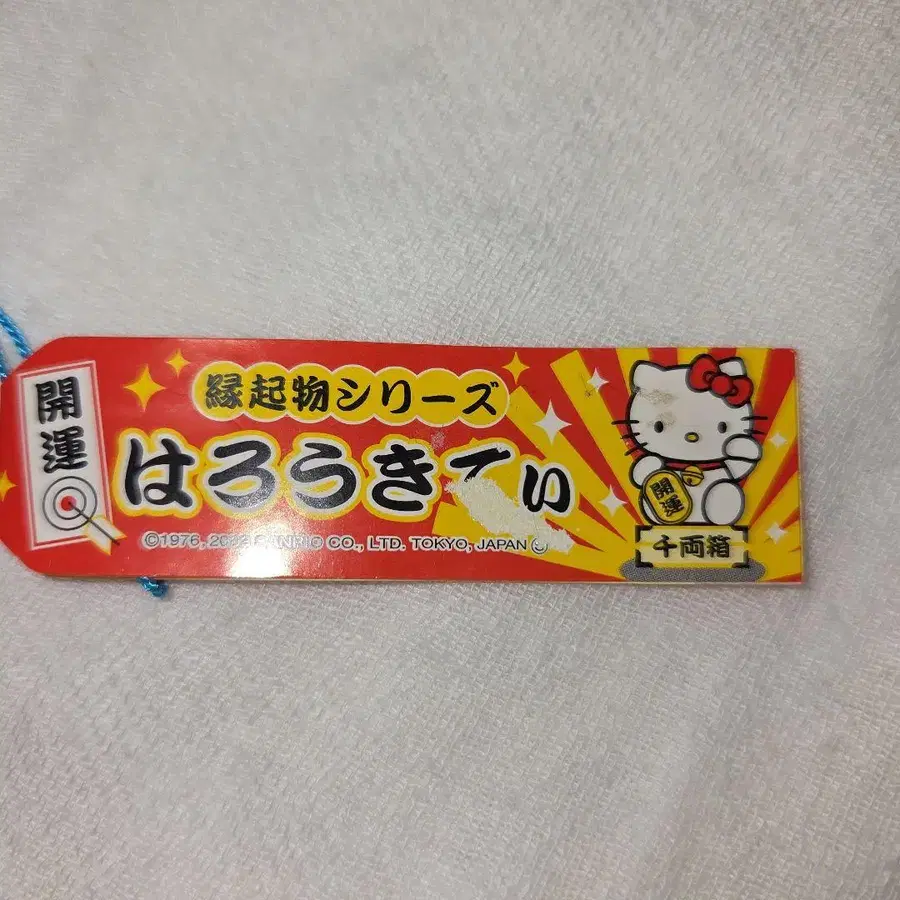 開運
縁起物シリーズ
はろうきてぃ
©1976, SANRIO CO., LTD. TOKYO, JAPAN
開運
千両箱